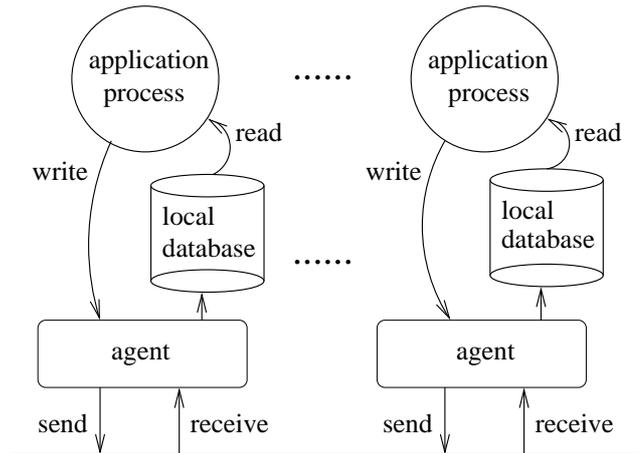 application
process
......
application
process
read
read
write
write
local
database
......
local
database
agent
agent
send
receive
send
receive